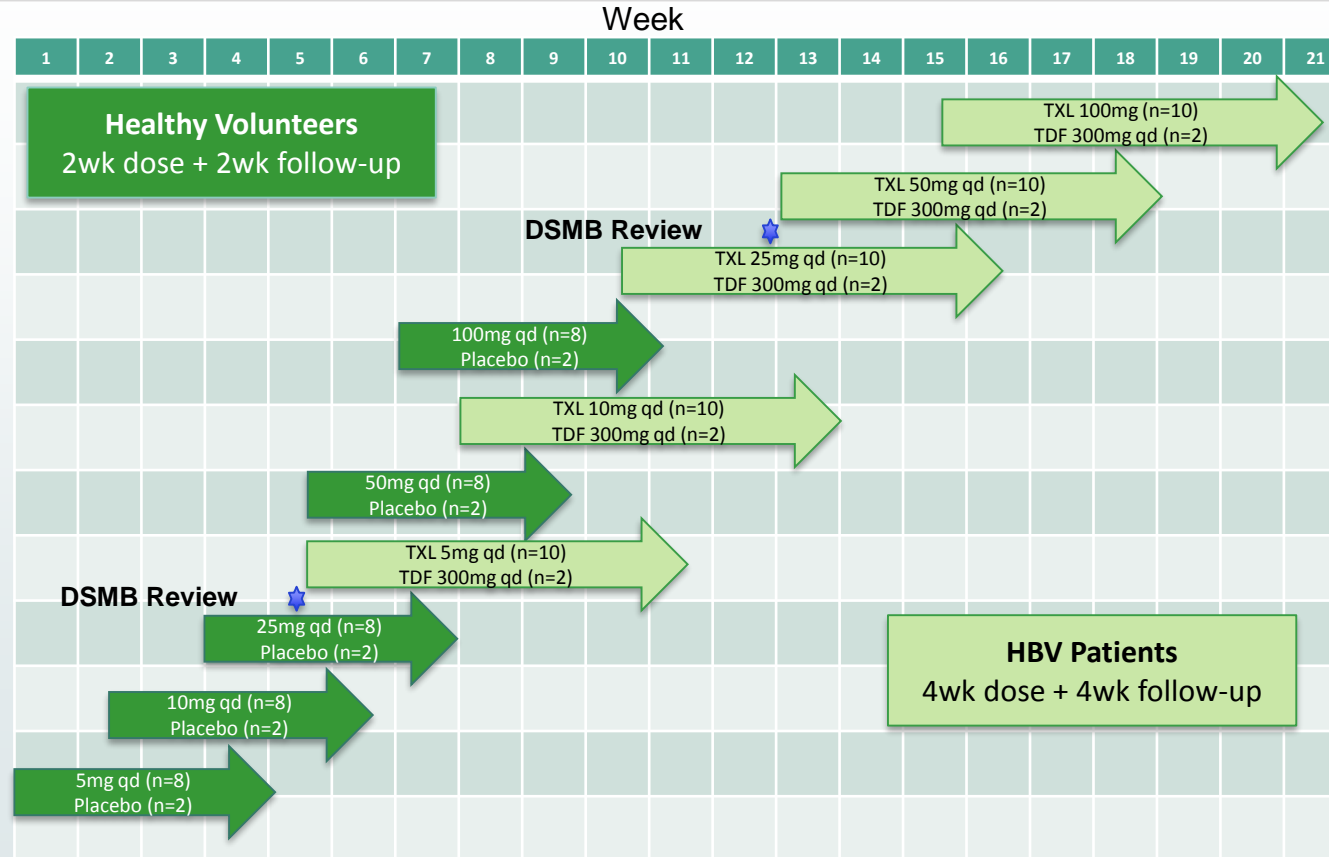 Week
1 2 3 4 5 6 7 8 9 10 11 12 13 14 15 16 17 18 19 20 21
Healthy Volunteers
2wk dose + 2wk follow-up
TXL 100mg (n=10)
TDF 300mg qd (n=2)
TXL 50mg qd (n=10)
TDF 300mg qd (n=2)
DSMB Review
TXL 25mg qd (n=10)
TDF 300mg qd (n=2)
100mg qd (n=8)
Placebo (n=2)
TXL 10mg qd (n=10)
TDF 300mg qd (n=2)
50mg qd (n=8)
Placebo (n=2)
TXL 5mg qd (n=10)
TDF 300mg qd (n=2)
DSMB Review
25mg qd (n=8)
Placebo (n=2)
HBV Patients
4wk dose + 4wk follow-up
10mg qd (n=8)
Placebo (n=2)
5mg qd (n=8)
Placebo (n=2)